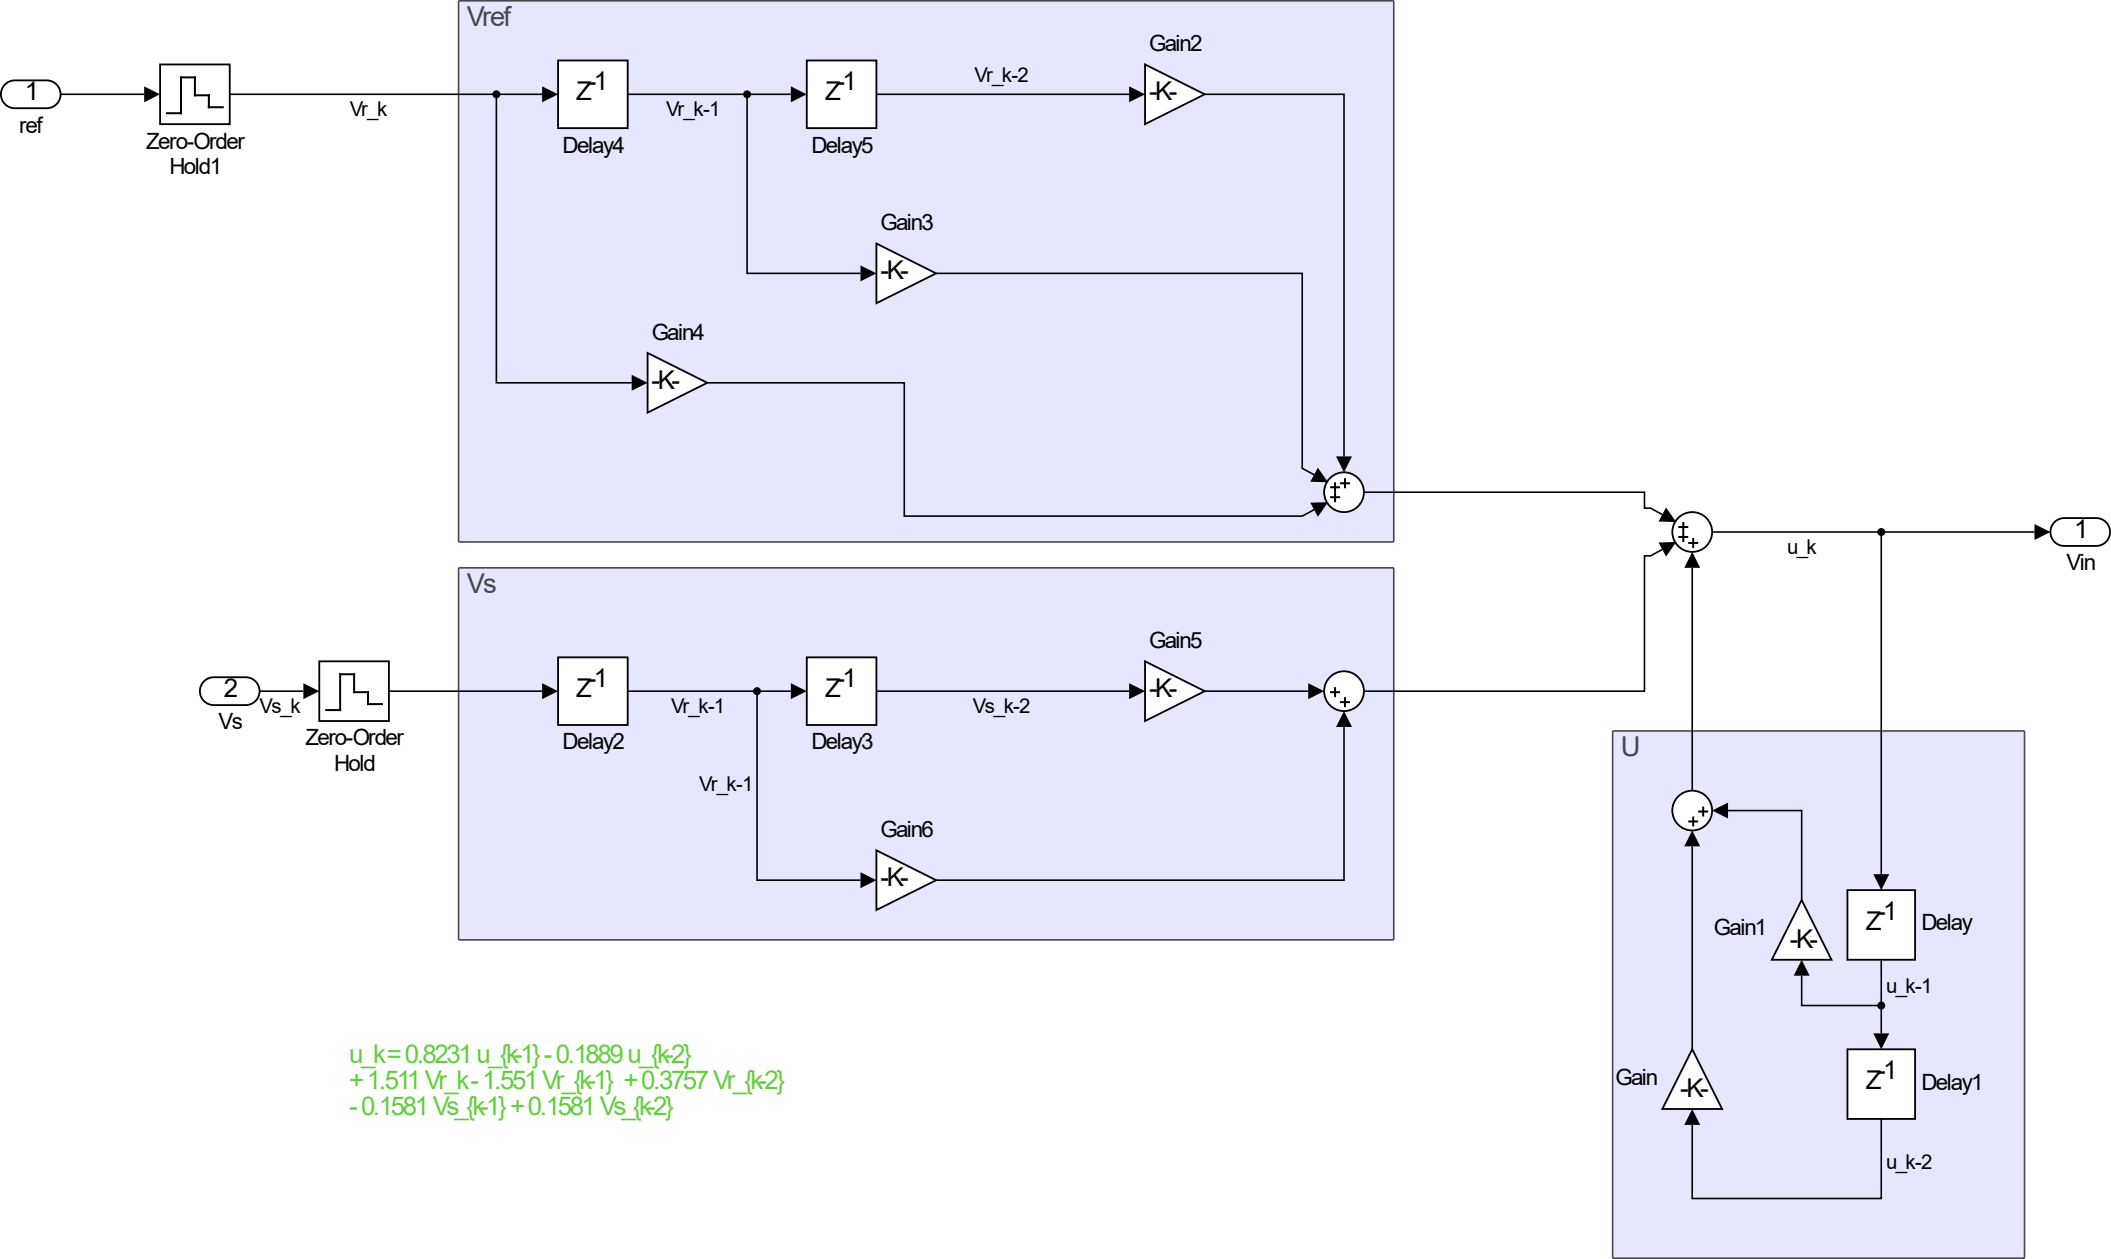 Vref
Gain2
1
ref
Zero-Order
Hold1
Vr_k
Z-1
Delay4
Vr_k-1
Z-1
Delay5
Vr_k-2
-K-
Gain3
-K-
Gain4
-K-
+
+
+
+
+
+
u_k
1
Vin
Vs
2
Vs
Vs_k
Zero-Order
Hold
Z-1
Delay2
Vr_k-1
Z-1
Delay3
Vs_k-2
Gain5
-K-
+
+
Vr_k-1
Gain6
-K-
U
+
+
Gain1
-K-
Z-1
Delay
u_k-1
Gain
-K-
Z-1
Delay1
u_k-2
u_k = 0.8231 u_{k-1} - 0.1889 u_{k-2}
+ 1.511 Vr_k - 1.551 Vr_{k-1} + 0.3757 Vr_{k-2}
- 0.1581 Vs_{k-1} + 0.1581 Vs_{k-2}